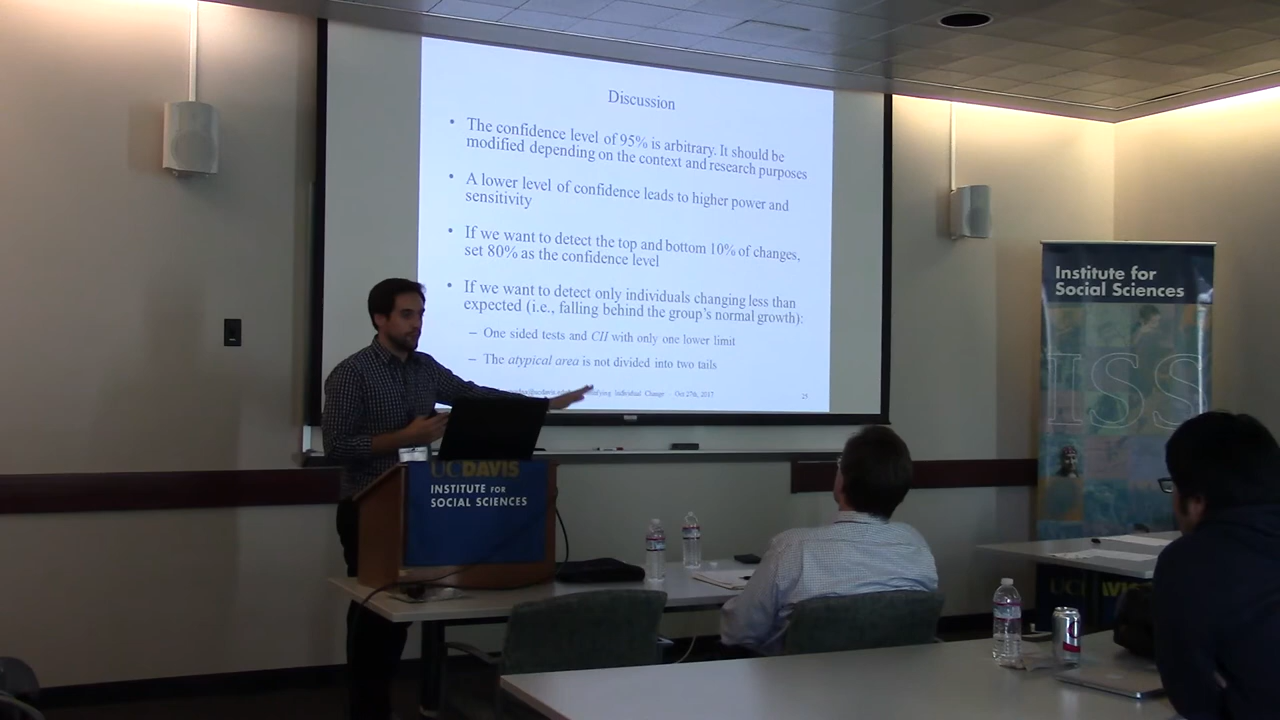 Discussion
• The confidence level of 95% is arbitrary. It should be
modified depending on the context and research purposes
• A lower level of confidence leads to higher power and
sensitivity
• If we want to detect the top and bottom 10% of changes,
set 80% as the confidence level
• If we want to detect only individuals changing less than
expected (i.e., falling behind the group's normal growth):
– One sided tests and CII with only one lower limit
– The atypical area is not divided into two tails
Individual Change - Oct 27th, 2017
25
Institute for
Social Sciences
ISS
UC DAVIS
INSTITUTE FOR
SOCIAL SCIENCES